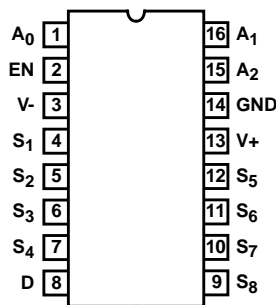 A0 1 16 A1
EN 2 15 A2
V- 3 14 GND
S1 4 13 V+
S2 5 12 S5
S3 6 11 S6
S4 7 10 S7
D 8 9 S8